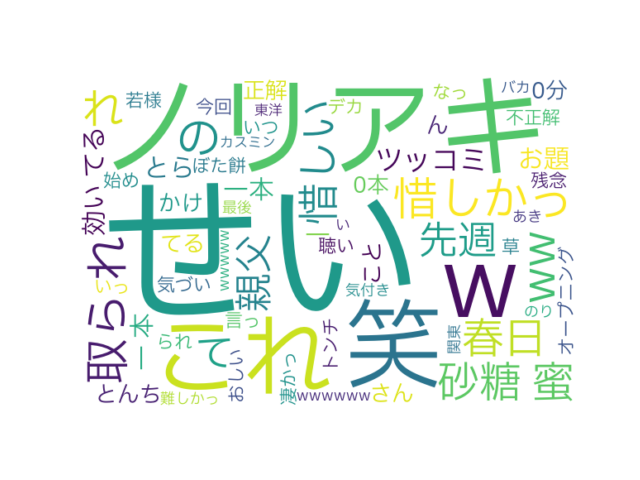 ノリアキ
せい
これ
笑
w
ww
の
れ
若様
今回
正解
東洋
いつ
カスミン
デカ
なっ
ん
バカ
0分
不正解
ツッコミ
お題
残念
あき
惜しかっ
惜しい
0本
一本
とら
ぼた餅
始め
効い
てる
かけ
最後
てる
気づい
wwwww
親父
い
一
聴い
こと
気付き
先週
草
のり
オープニング
関東
春日
砂糖 蜜
取られ
いっ
一本
られ
て
言っ
おしい
凄かっ
トンチ
wwwwww
さん
とんち
難しかっ